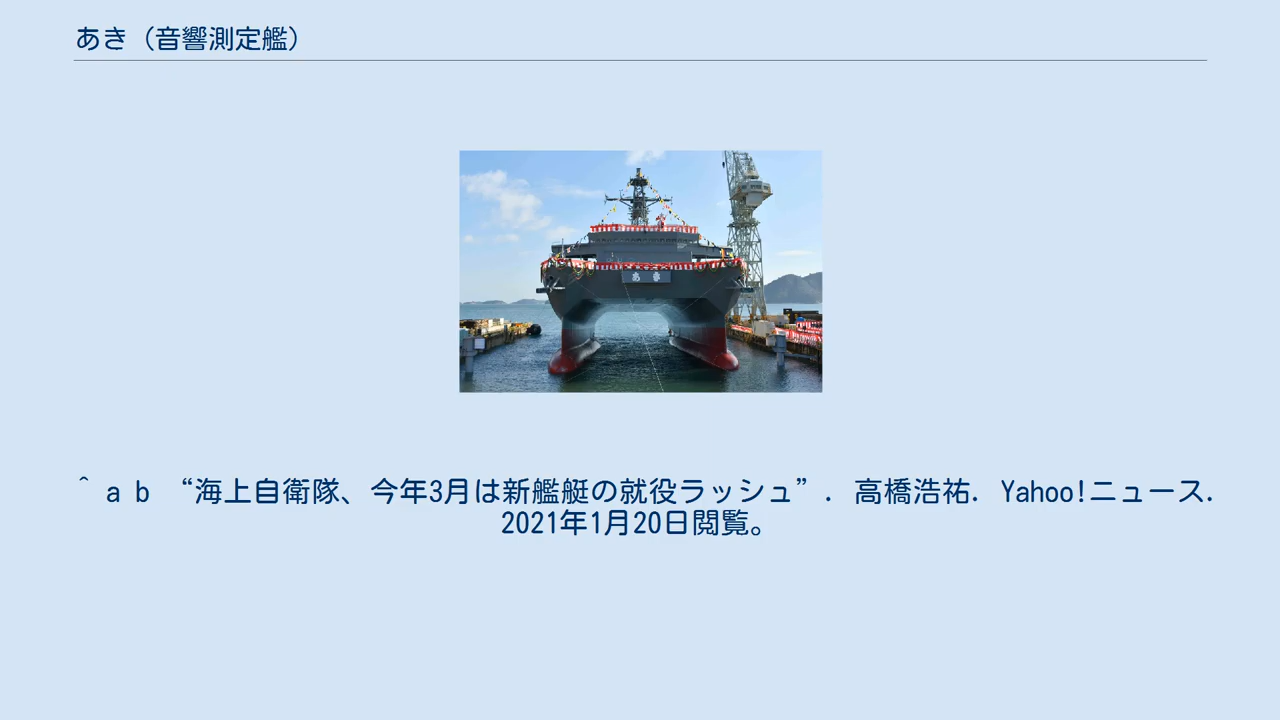 あき（音響測定艦）
あき
^ a b “海上自衛隊、今年3月は新艦艇の就役ラッシュ”. 高橋浩祐. Yahoo!ニュース.
2021年1月20日閲覧。